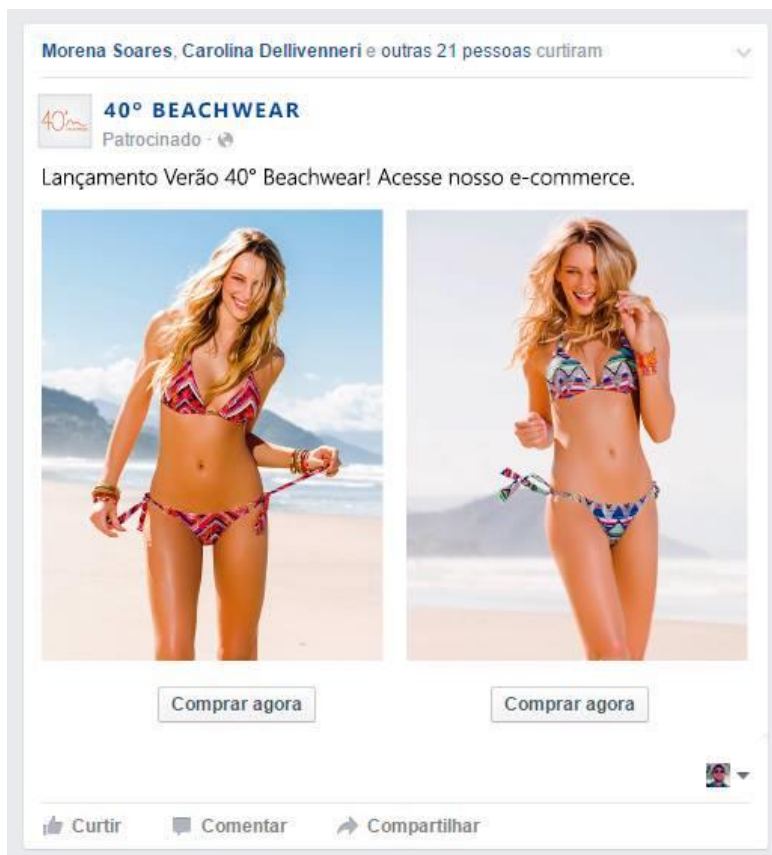 Morena Soares, Carolina Dellivenneri e outras 21 pessoas curtiram
40° BEACHWEAR
40°
Patrocinado ·
Lançamento Verão 40° Beachwear! Acesse nosso e-commerce.
Comprar agora
Comprar agora
Curtir
Comentar
Compartilhar